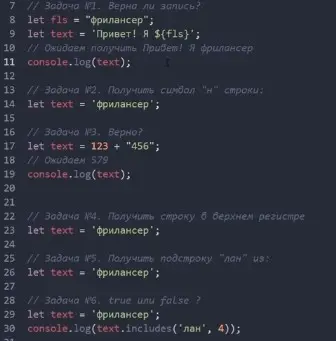 7 // Задача №1. Верна ли запись?
8 let fls = "фрилансер";
9 let text = 'Привет! Я ${fls}';
10 // Ожидаем получить Привет! Я фрилансер
11 console.log(text);
12
13 // Задача №2. Получить символ "н" строки:
14 let text = 'фрилансер';
15
16 // Задача №3. Верно?
17 let text = 123 + "456";
18 // Ожидаем 579
19 console.log(text);
20
21
22 // Задача №4. Получить строку в верхнем регистре
23 let text = 'фрилансер';
24
25 // Задача №5. Получить подстроку "лан" из:
26 let text = 'фрилансер';
27
28 // Задача №6. true или false ?
29 let text = 'фрилансер';
30 console.log(text.includes('лан', 4));